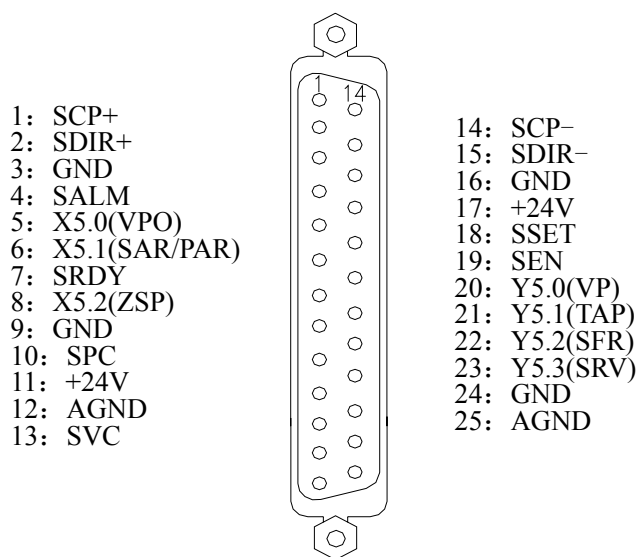 1 14
1：SCP+
2：SDIR+
3：GND
4：SALM
5：X5.0(VPO)
6：X5.1(SAR/PAR)
7：SRDY
8：X5.2(ZSP)
9：GND
10：SPC
11：+24V
12：AGND
13：SVC
14：SCP−
15：SDIR−
16：GND
17：+24V
18：SSET
19：SEN
20：Y5.0(VP)
21：Y5.1(TAP)
22：Y5.2(SFR)
23：Y5.3(SRV)
24：GND
25：AGND